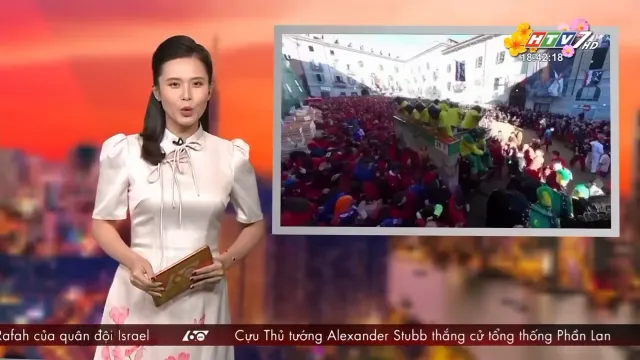 HTV7 HD
18:42:18
Rafah của quân đội Israel 60 Cựu Thủ tướng Alexander Stubb thắng cử tổng thống Phần Lan